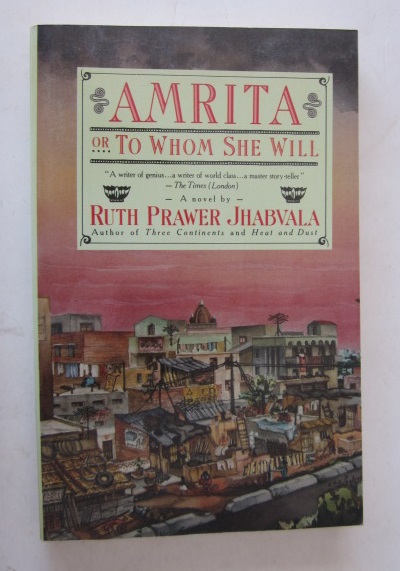 AMRITA
OR TO WHOM SHE WILL
"A writer of genius...a writer of world class...a master story-teller"
— The Times (London)
– A novel by –
RUTH PRAWER JHABVALA
Author of Three Continents and Heat and Dust